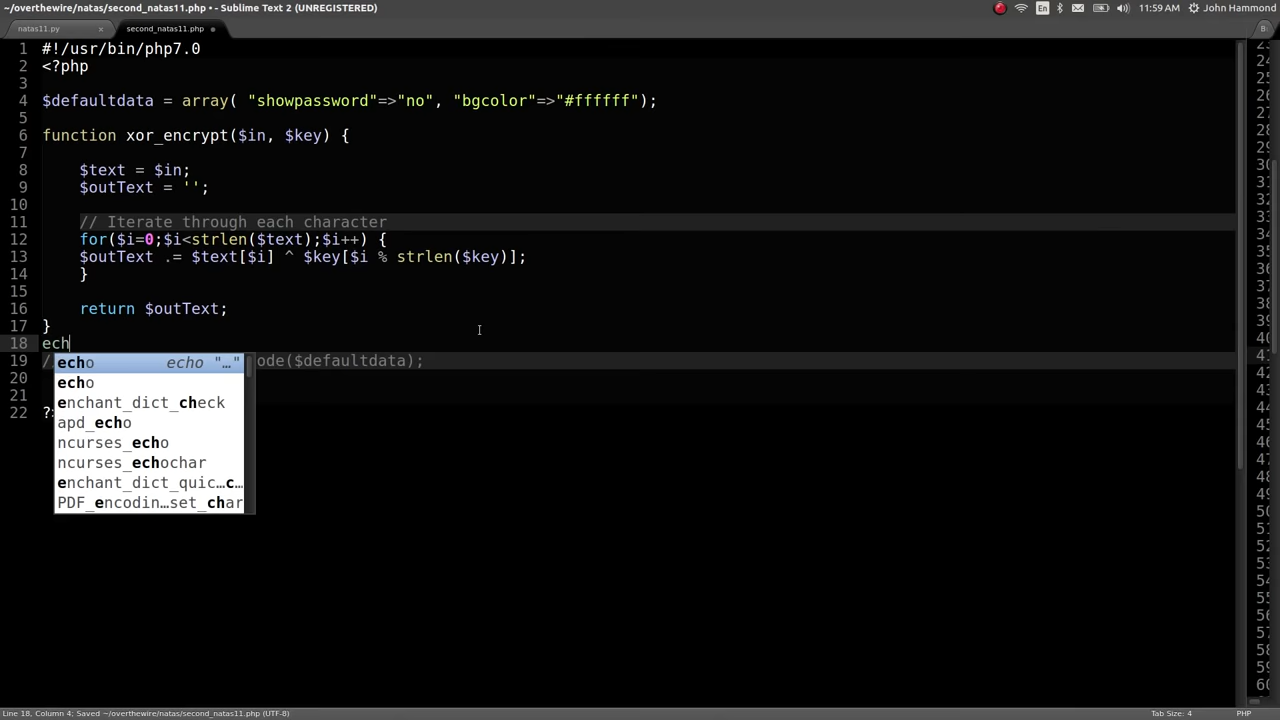 ~/overthewire/natas/second_natas11.php • - Sublime Text 2 (UNREGISTERED)
En
11:59 AM
John Hammond
natas11.py ×
second_natas11.php •
1 #!/usr/bin/php7.0
2 <?php
3
4 $defaultdata = array( "showpassword"=>"no", "bgcolor"=>"#ffffff");
5
6 function xor_encrypt($in, $key) {
7
8 $text = $in;
9 $outText = '';
10
11 // Iterate through each character
12 for($i=0;$i<strlen($text);$i++) {
13 $outText .= $text[$i] ^ $key[$i % strlen($key)];
14 }
15
16 return $outText;
17 }
18 ech
19 ode($defaultdata);
20
21
22
echo echo "…"
echo
enchant_dict_check
apd_echo
ncurses_echo
ncurses_echochar
enchant_dict_quic…c…
PDF_encodin…set_char
Line 18, Column 4; Saved ~/overthewire/natas/second_natas11.php (UTF-8)
Tab Size: 4
PHP